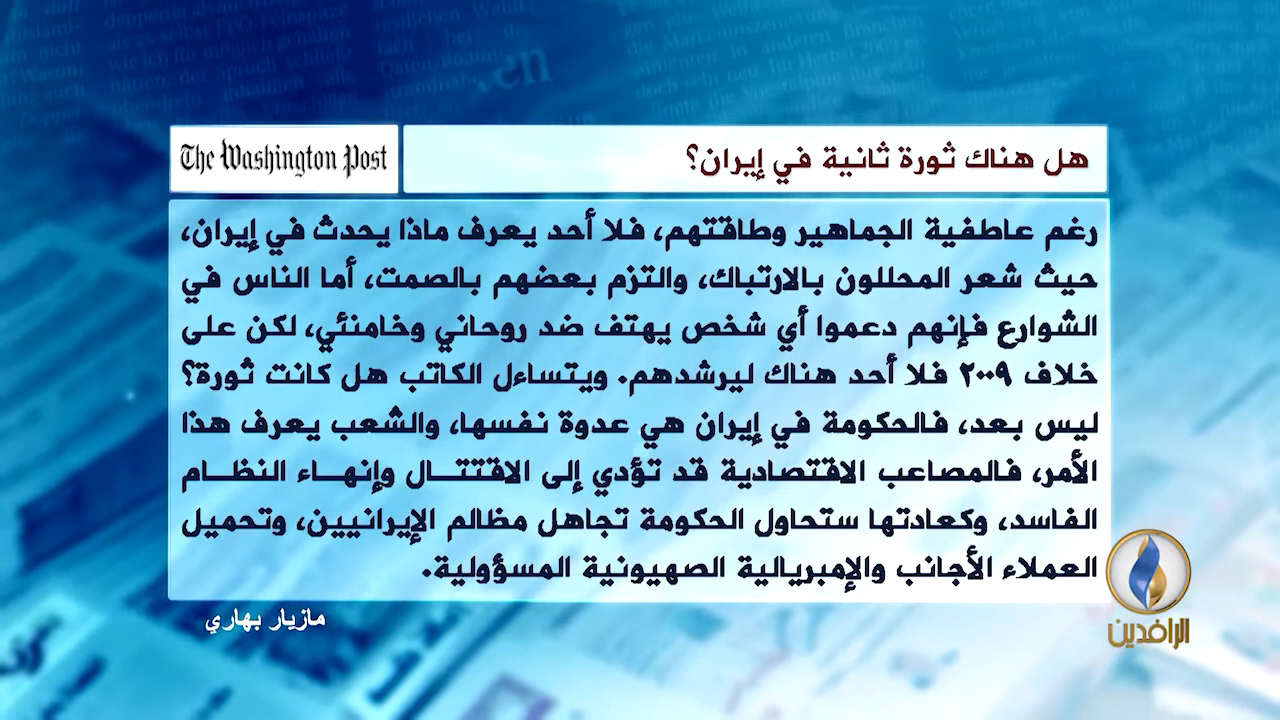 The Washington Post
هل هناك ثورة ثانية في إيران؟
رغم عاطفية الجماهير وطاقتهم، فلا أحد يعرف ماذا يحدث في إيران،
حيث شعر المحللون بالارتباك، والتزم بعضهم بالصمت، أما الناس في
الشوارع فإنهم دعموا أي شخص يهتف ضد روحاني وخامنئي، لكن على
خلاف ٢٠٠٩ فلا أحد هناك ليرشدهم. ويتساءل الكاتب هل كانت ثورة؟
ليس بعد، فالحكومة في إيران هي عدوة نفسها، والشعب يعرف هذا
الأمر، فالمصاعب الاقتصادية قد تؤدي إلى الاقتتـــال وإنهـــاء النظـــام
الفاسد، وكعادتها ستحاول الحكومة تجاهل مظالم الإيرانيين، وتحميل
العملاء الأجانب والإمبريالية الصهيونية المسؤولية.
مازيار بهاري
الرافدين
.en